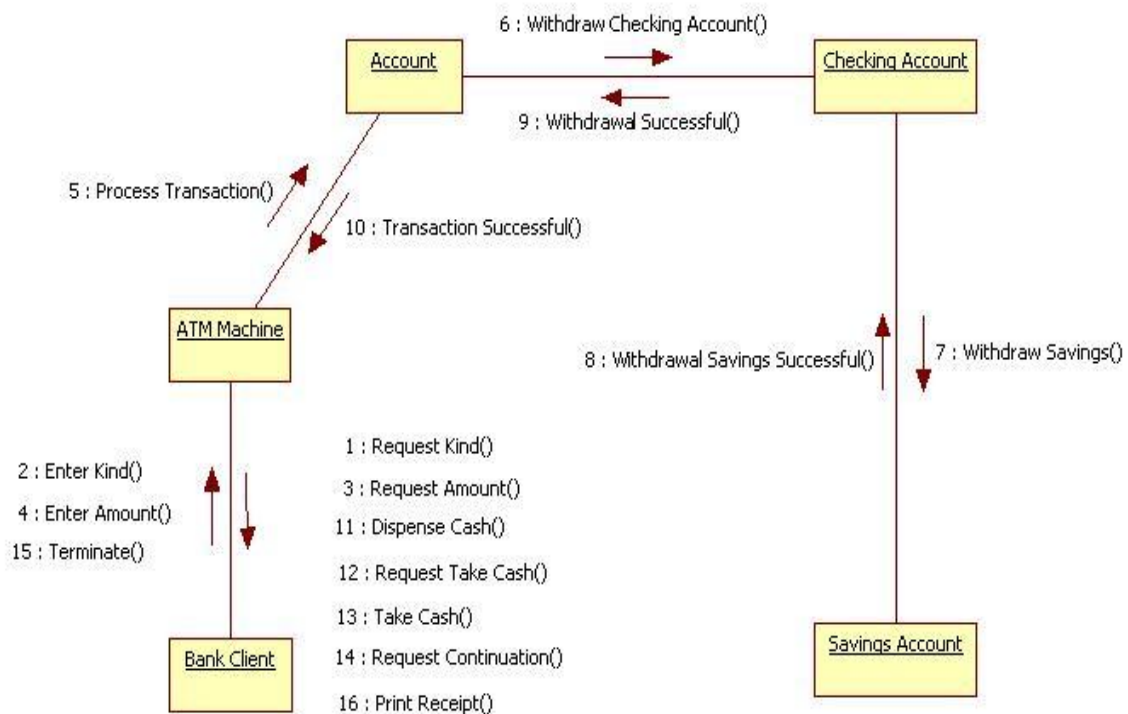 6 : Withdraw Checking Account()
Account
Checking Account
9 : Withdrawal Successful()
5 : Process Transaction()
10 : Transaction Successful()
ATM Machine
8 : Withdrawal Savings Successful()
7 : Withdraw Savings()
2 : Enter Kind()
4 : Enter Amount()
15 : Terminate()
1 : Request Kind()
3 : Request Amount()
11 : Dispense Cash()
12 : Request Take Cash()
13 : Take Cash()
14 : Request Continuation()
16 : Print Receipt()
Bank Client
Savings Account